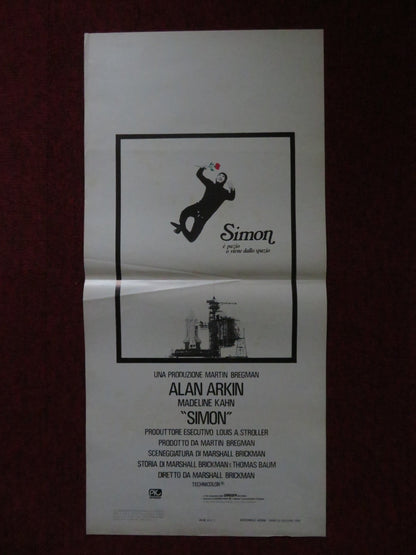 Simon
è pazzo
o viene dallo spazio
UNA PRODUZIONE MARTIN BREGMAN
ALAN ARKIN
MADELINE KAHN
"SIMON"
PRODUTTORE ESECUTIVO LOUIS A. STROLLER
PRODOTTO DA MARTIN BREGMAN
SCENEGGIATURA DI MARSHALL BRICKMAN
STORIA DI MARSHALL BRICKMAN E THOMAS BAUM
DIRETTO DA MARSHALL BRICKMAN
TECHNICOLOR